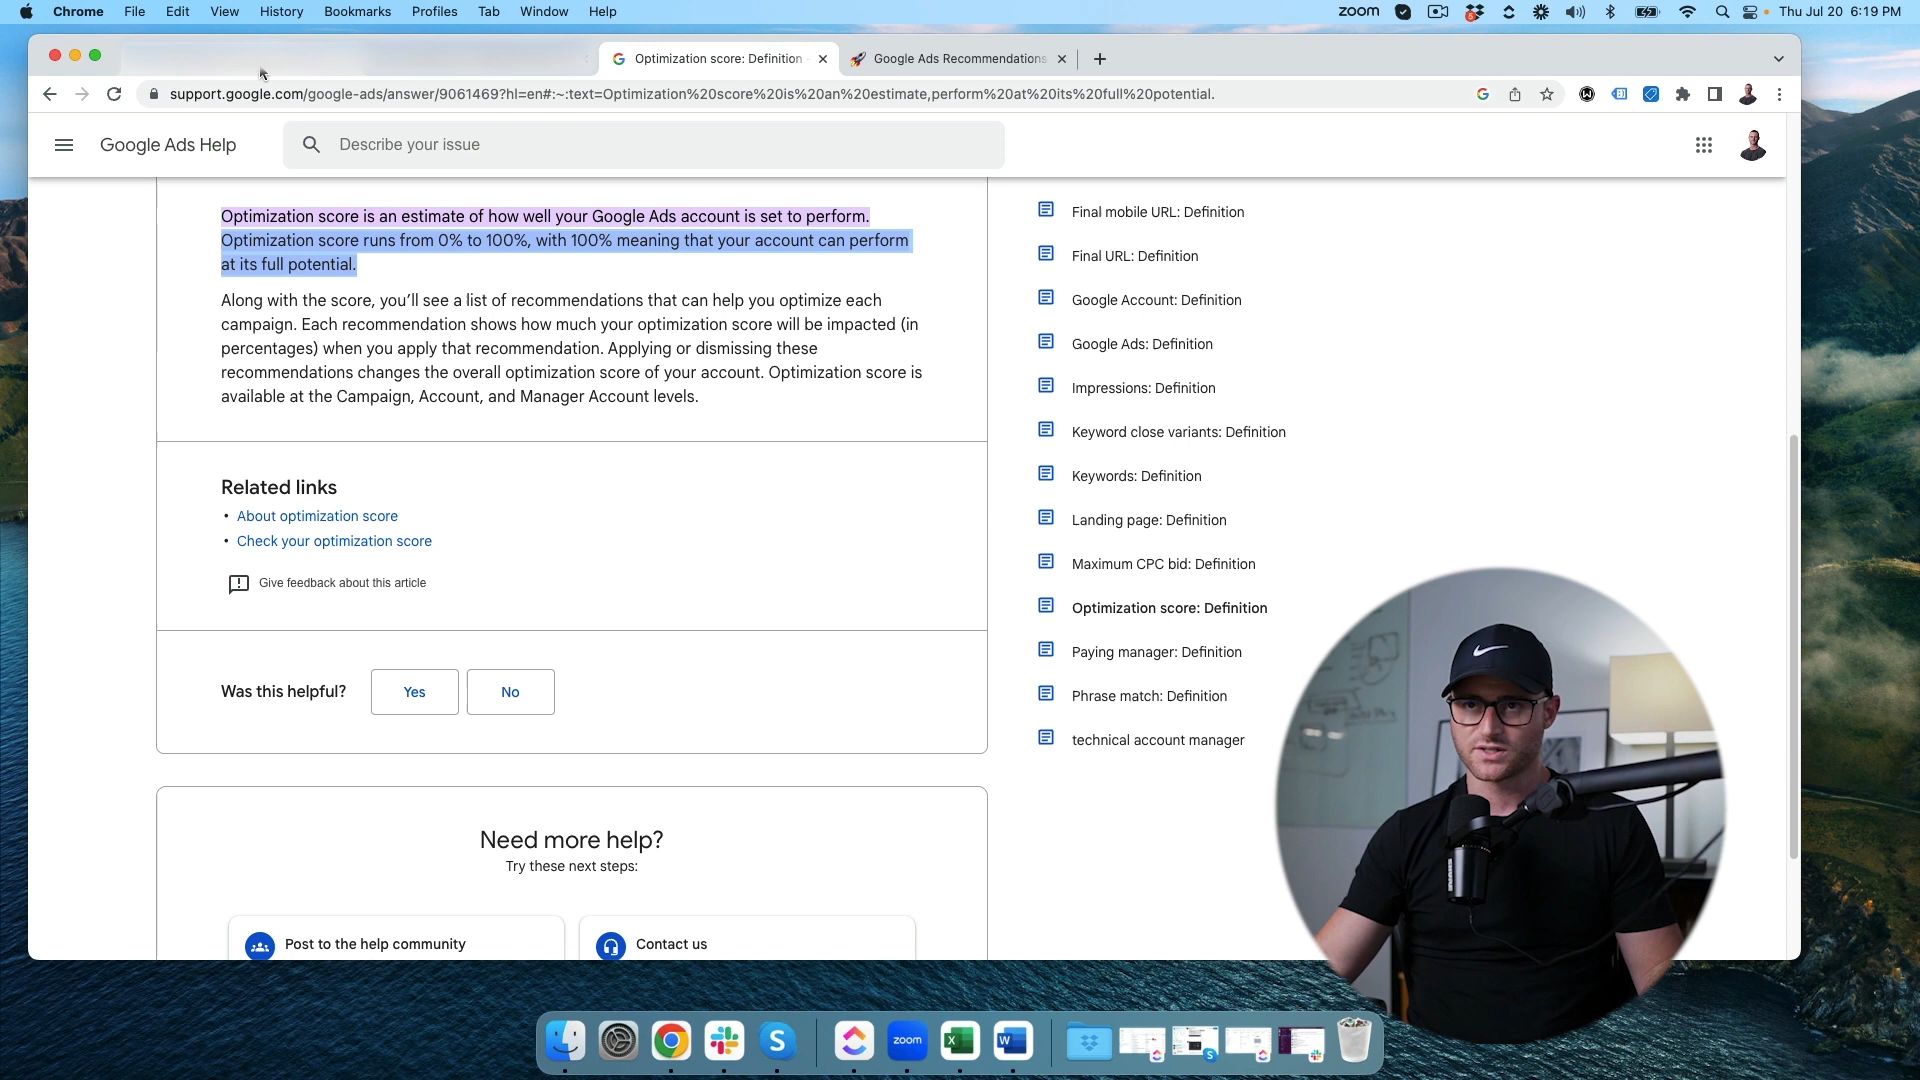 Chrome File Edit View History Bookmarks Profiles Tab Window Help zoom Thu Jul 20 6:19 PM
Optimization score: Definition Google Ads Recommendations
support.google.com/google-ads/answer/9061469?hl=en#:~:text=Optimization%20score%20is%20an%20estimate,perform%20at%20its%20full%20potential.
Google Ads Help Describe your issue
Optimization score is an estimate of how well your Google Ads account is set to perform.
Optimization score runs from 0% to 100%, with 100% meaning that your account can perform
at its full potential.
Along with the score, you'll see a list of recommendations that can help you optimize each
campaign. Each recommendation shows how much your optimization score will be impacted (in
percentages) when you apply that recommendation. Applying or dismissing these
recommendations changes the overall optimization score of your account. Optimization score is
available at the Campaign, Account, and Manager Account levels.
Related links
• About optimization score
• Check your optimization score
Give feedback about this article
Was this helpful? Yes No
Need more help?
Try these next steps:
Post to the help community
Contact us
Final mobile URL: Definition
Final URL: Definition
Google Account: Definition
Google Ads: Definition
Impressions: Definition
Keyword close variants: Definition
Keywords: Definition
Landing page: Definition
Maximum CPC bid: Definition
Optimization score: Definition
Paying manager: Definition
Phrase match: Definition
technical account manager
zoom